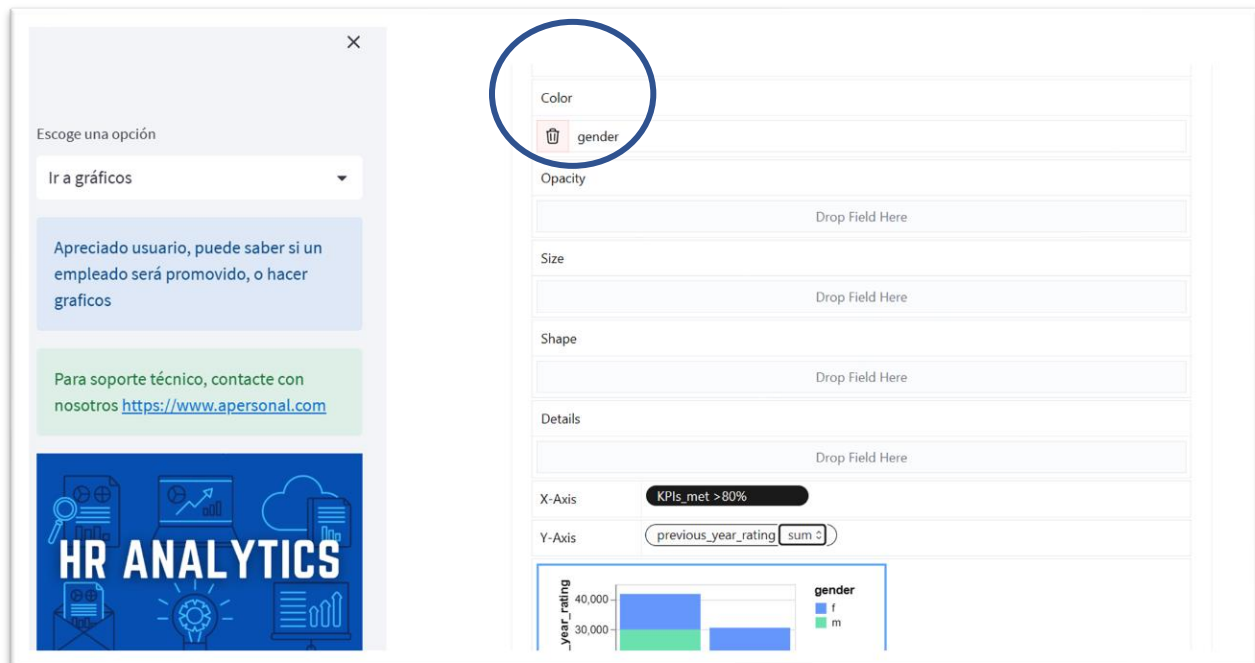 Escoge una opción
Ir a gráficos
Apreciado usuario, puede saber si un
empleado será promovido, o hacer
graficos
Para soporte técnico, contacte con
nosotros https://www.apersonal.com
HR ANALYTICS
Color
gender
Opacity
Drop Field Here
Size
Drop Field Here
Shape
Drop Field Here
Details
Drop Field Here
X-Axis KPIs_met >80%
Y-Axis previous_year_rating sum
_year_rating
40,000
30,000
gender
f
m